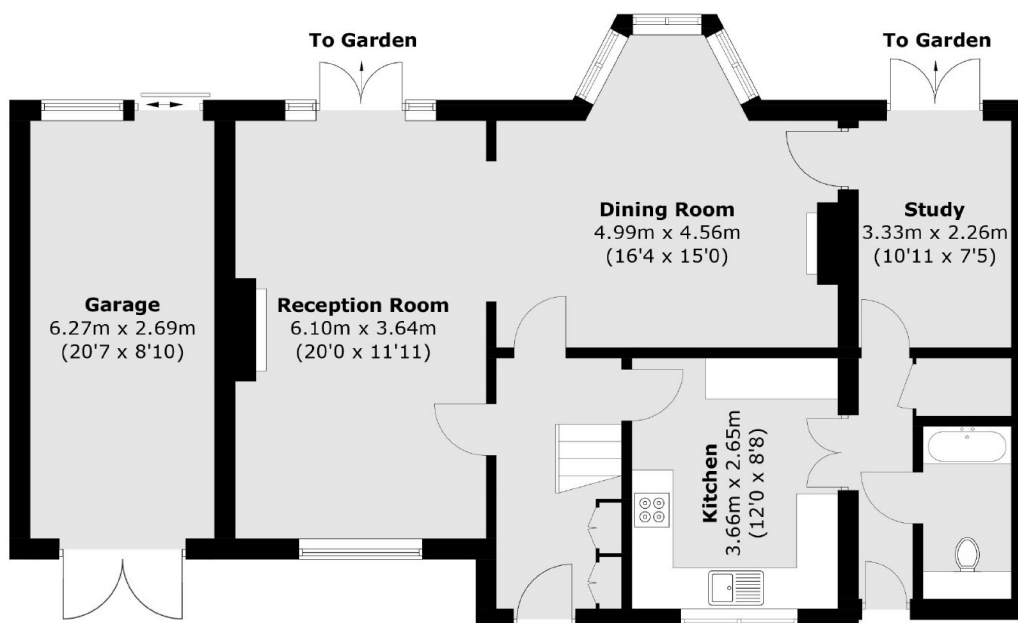 To Garden
To Garden
Dining Room
4.99m x 4.56m
(16'4 x 15'0)
Study
3.33m x 2.26m
(10'11 x 7'5)
Garage
6.27m x 2.69m
(20'7 x 8'10)
Reception Room
6.10m x 3.64m
(20'0 x 11'11)
Kitchen
3.66m x 2.65m
(12'0 x 8'8)